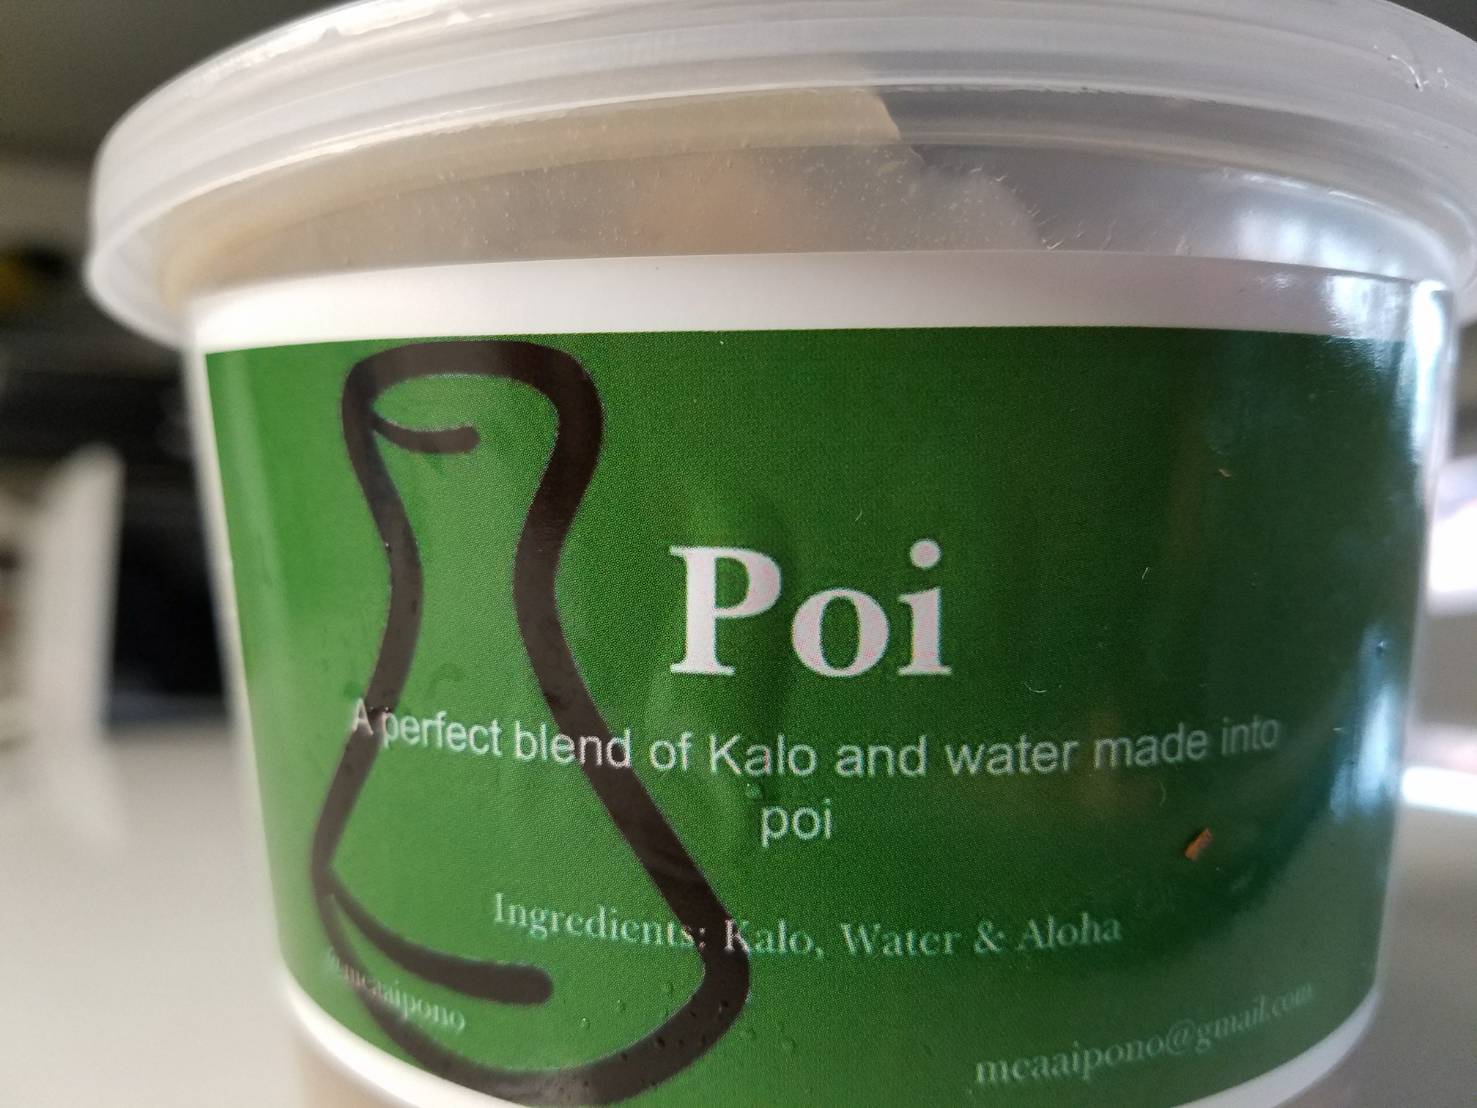 Poi
A perfect blend of Kalo and water made into
poi
Ingredients: Kalo, Water & Aloha
@mcaaipono
mcaaipono@gmail.com